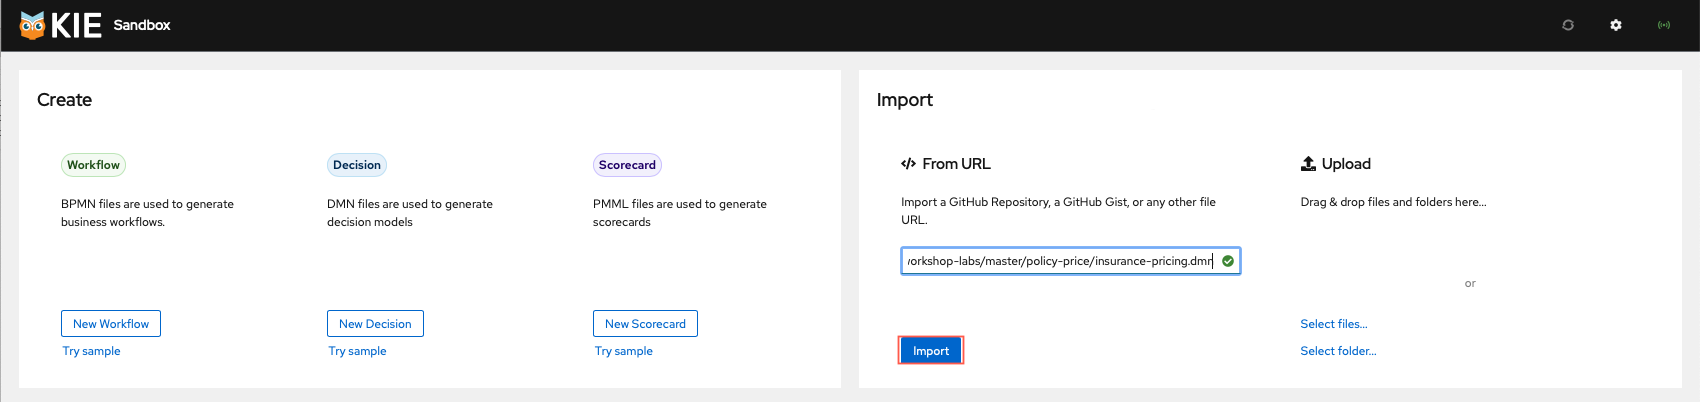 KIE Sandbox
Create
Workflow
BPMN files are used to generate
business workflows.
New Workflow
Try sample
Decision
DMN files are used to generate
decision models
New Decision
Try sample
Scorecard
PMML files are used to generate
scorecards
New Scorecard
Try sample
Import
From URL
Import a GitHub Repository, a GitHub Gist, or any other file
URL.
orkshop-labs/master/policy-price/insurance-pricing.dmn
Import
Upload
Drag & drop files and folders here...
or
Select files...
Select folder...